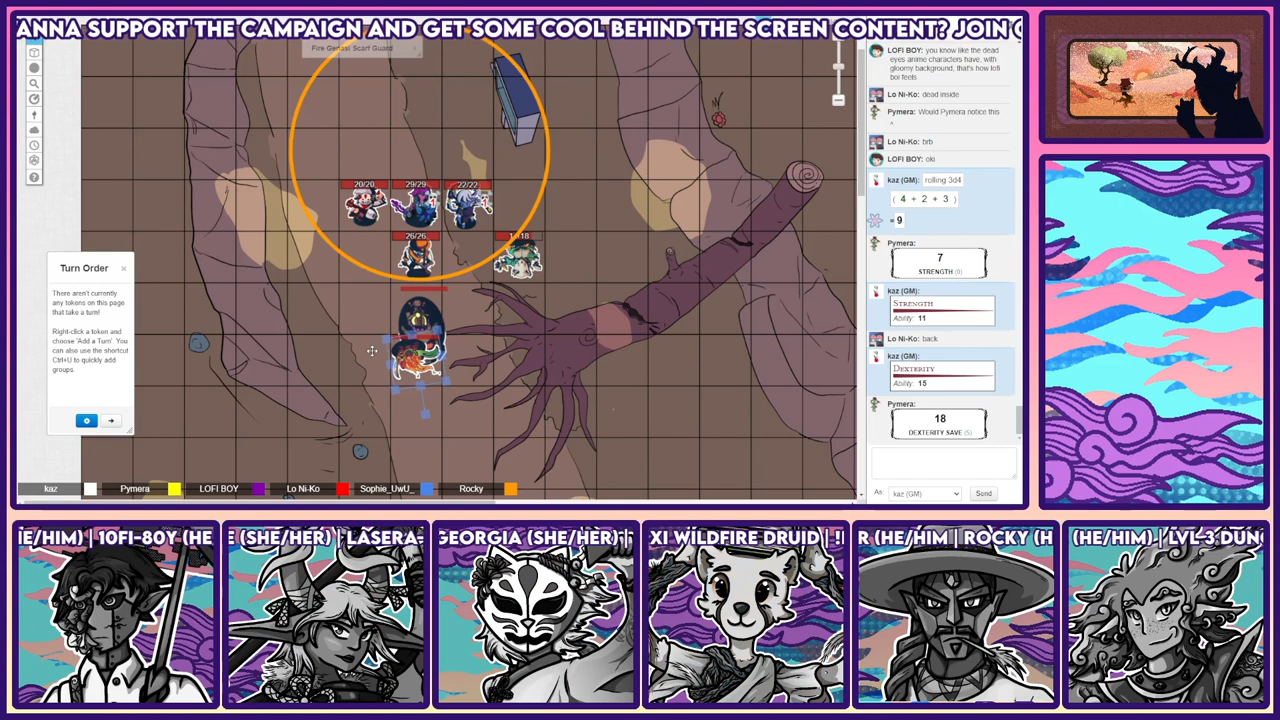 ANNA SUPPORT THE CAMPAIGN AND GET SOME COOL BEHIND THE SCREEN CONTENT? JOIN
Fire Genasi Scarf Guard
20/20
29/29
22/22
26/26
Turn Order
There aren't currently
any tokens on this page
that take a turn!
Right-click a token and
choose 'Add a Turn'. You
can also use the shortcut
Ctrl+U to quickly add
groups.
kaz
Pymera
LOFI BOY
Lo Ni-Ko
Sophie_UwU_
Rocky
LOFI BOY: you know like the dead
eyes anime characters have, with
gloomy background, that's how lofi
boi feels
Lo Ni-Ko: dead inside
Pymera: Would Pymera notice this
Lo Ni-Ko: brb
LOFI BOY: oki
kaz (GM): rolling 3d4
( 4 + 2 + 3 )
= 9
Pymera:
7
STRENGTH (0)
kaz (GM):
STRENGTH
Ability: 11
Lo Ni-Ko: back
kaz (GM):
DEXTERITY
Ability: 15
Pymera:
18
DEXTERITY SAVE (5)
As: kaz (GM)
Send
HE/HIM) | 10FI-80Y (HE
E (SHE/HER) | LASERA-
GEORGIA (SHE/HER) |
XI WILDFIRE DRUID | !
R (HE/HIM | ROCKY (H
(HE/HIM) | LVL-3 DUN